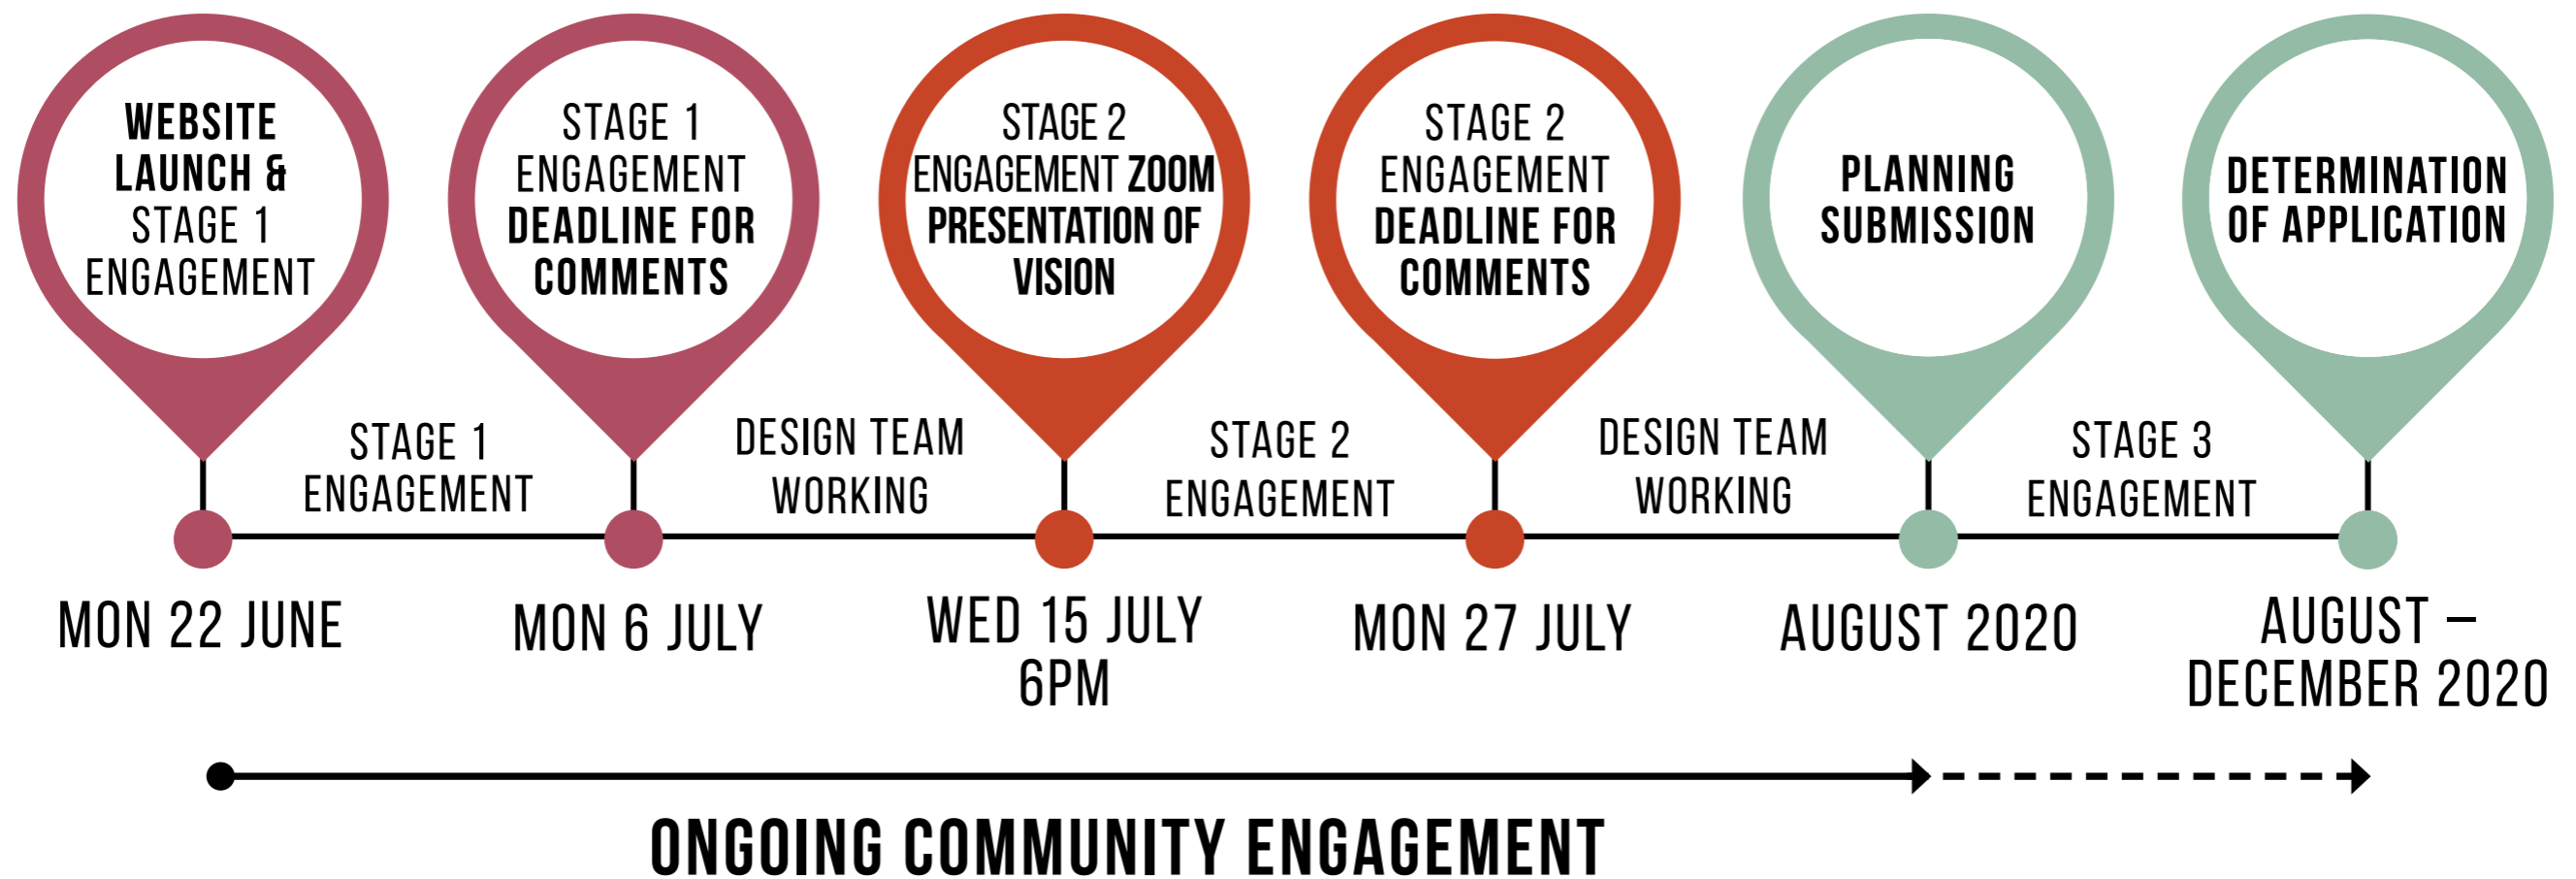 WEBSITE
LAUNCH &
STAGE 1
ENGAGEMENT
STAGE 1
ENGAGEMENT
DEADLINE FOR
COMMENTS
STAGE 2
ENGAGEMENT ZOOM
PRESENTATION OF
VISION
STAGE 2
ENGAGEMENT
DEADLINE FOR
COMMENTS
PLANNING
SUBMISSION
DETERMINATION
OF APPLICATION
STAGE 1
ENGAGEMENT
DESIGN TEAM
WORKING
STAGE 2
ENGAGEMENT
DESIGN TEAM
WORKING
STAGE 3
ENGAGEMENT
MON 22 JUNE
MON 6 JULY
WED 15 JULY
6PM
MON 27 JULY
AUGUST 2020
AUGUST –
DECEMBER 2020
ONGOING COMMUNITY ENGAGEMENT